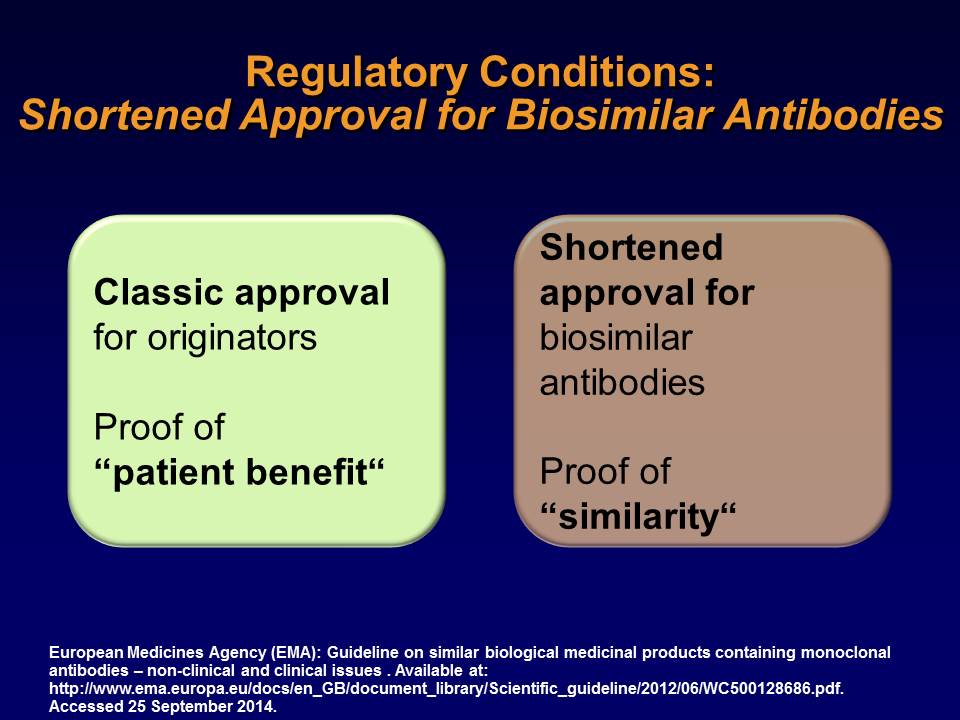 Regulatory Conditions:
Shortened Approval for Biosimilar Antibodies
Classic approval
for originators
Proof of
“patient benefit“
Shortened
approval for
biosimilar
antibodies
Proof of
“similarity“
European Medicines Agency (EMA): Guideline on similar biological medicinal products containing monoclonal
antibodies – non-clinical and clinical issues . Available at:
http://www.ema.europa.eu/docs/en_GB/document_library/Scientific_guideline/2012/06/WC500128686.pdf.
Accessed 25 September 2014.